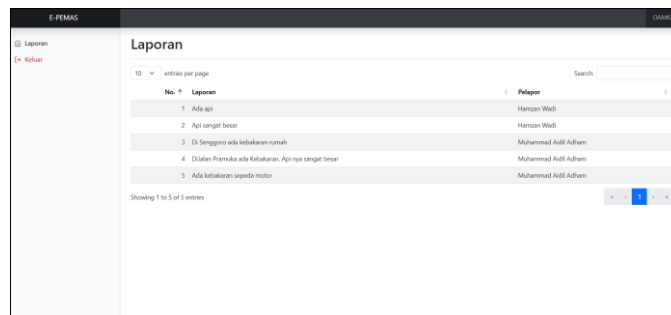 E-PEMAS
Laporan
Keluar
Laporan
10 entries per page
Search:
No. Laporan Pelapor
1 Ada api Hamzan Wadi
2 Api sangat besar Hamzan Wadi
3 Di Senggoro ada kebakaran rumah Muhammad Aidil Adham
4 DiJalan Pramuka ada Kebakaran. Api nya sangat besar Muhammad Aidil Adham
5 Ada kebakaran sepeda motor Muhammad Aidil Adham
Showing 1 to 5 of 5 entries
« ‹ 1 › »